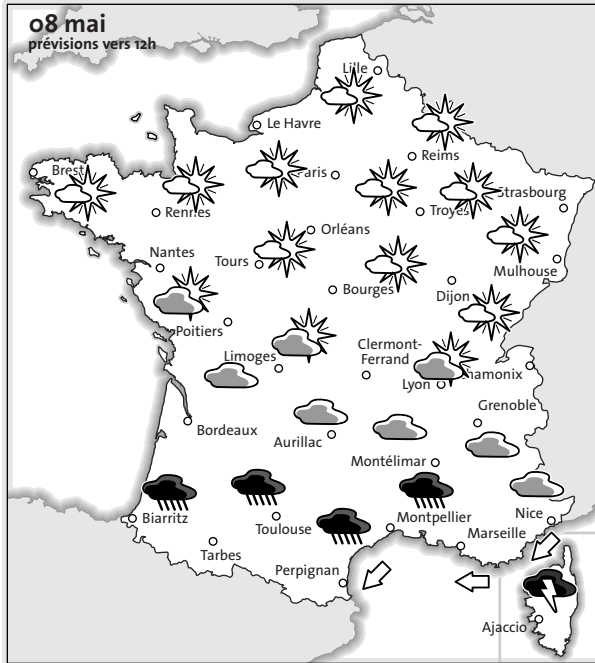 08 mai
prévisions vers 12h
Lille
Le Havre
Reims
Paris
Brest
Strasbourg
Rennes
Troyes
Orléans
Nantes
Tours
Mulhouse
Bourges
Dijon
Poitiers
Clermont-
Ferrand
Limoges
Lyon
Chamonix
Grenoble
Bordeaux
Aurillac
Montélimar
Biarritz
Toulouse
Montpellier
Nice
Marseille
Tarbes
Perpignan
Ajaccio